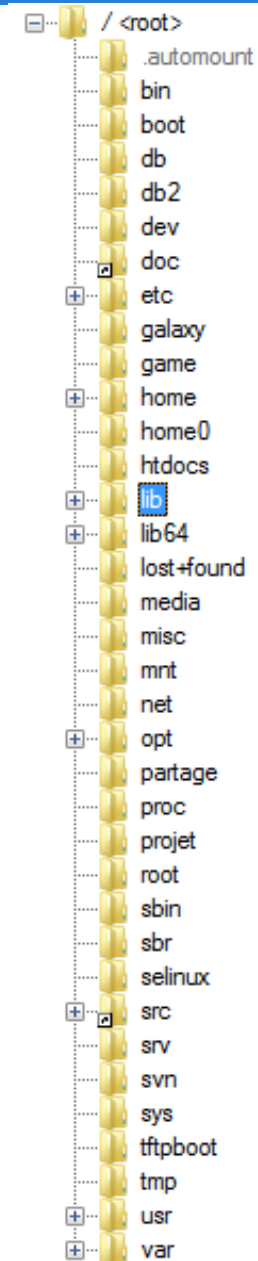 / <root>
.automount
bin
boot
db
db2
dev
doc
etc
galaxy
game
home
home0
htdocs
lib
lib64
lost+found
media
misc
mnt
net
opt
partage
proc
projet
root
sbin
sbr
selinux
src
srv
svn
sys
tftpboot
tmp
usr
var